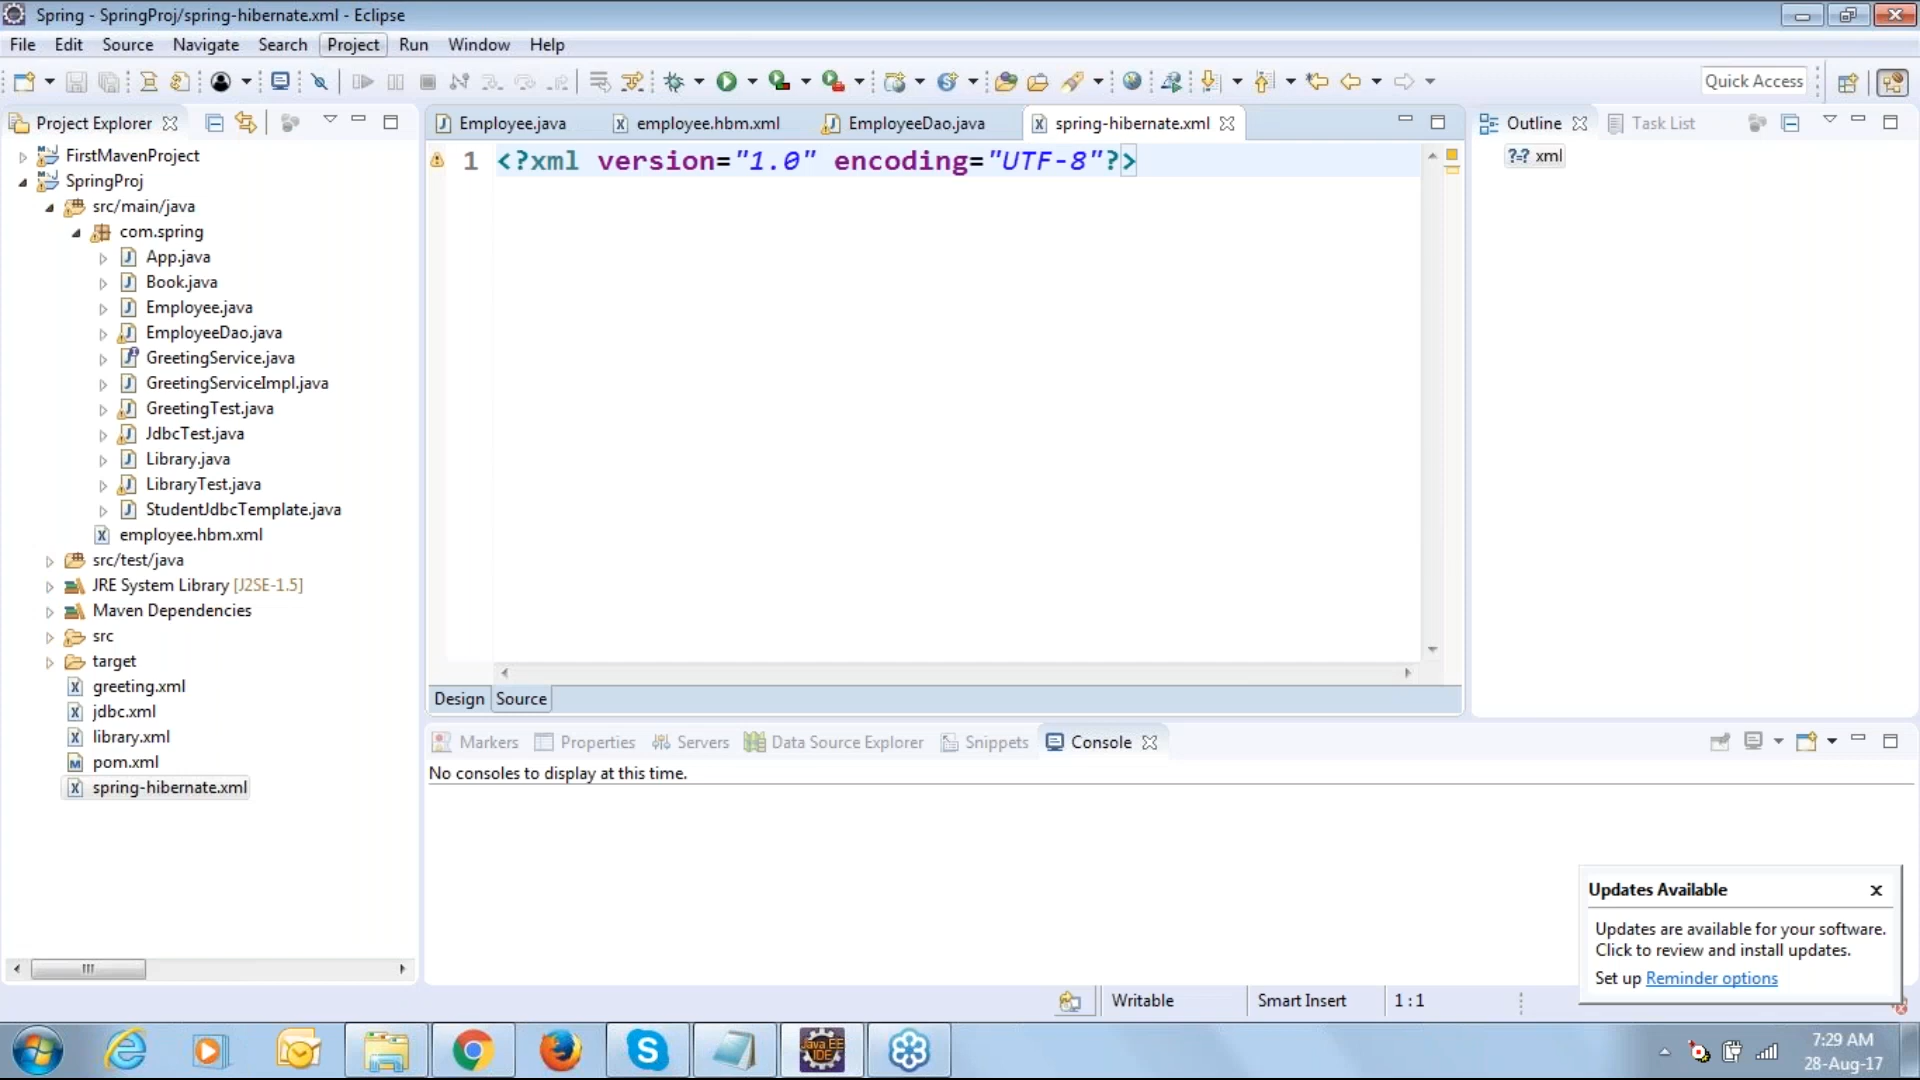 Spring - SpringProj/spring-hibernate.xml - Eclipse
File Edit Source Navigate Search Project Run Window Help
Quick Access
Project Explorer
FirstMavenProject
SpringProj
src/main/java
com.spring
App.java
Book.java
Employee.java
EmployeeDao.java
GreetingService.java
GreetingServiceImpl.java
GreetingTest.java
JdbcTest.java
Library.java
LibraryTest.java
StudentJdbcTemplate.java
employee.hbm.xml
src/test/java
JRE System Library [J2SE-1.5]
Maven Dependencies
src
target
greeting.xml
jdbc.xml
library.xml
pom.xml
spring-hibernate.xml
Employee.java employee.hbm.xml EmployeeDao.java spring-hibernate.xml
1 <?xml version="1.0" encoding="UTF-8"?>
Design Source
Outline Task List
?=? xml
Markers Properties Servers Data Source Explorer Snippets Console
No consoles to display at this time.
Updates Available
Updates are available for your software.
Click to review and install updates.
Set up Reminder options
Writable Smart Insert 1 : 1
Java EE
IDE
7:29 AM
28-Aug-17